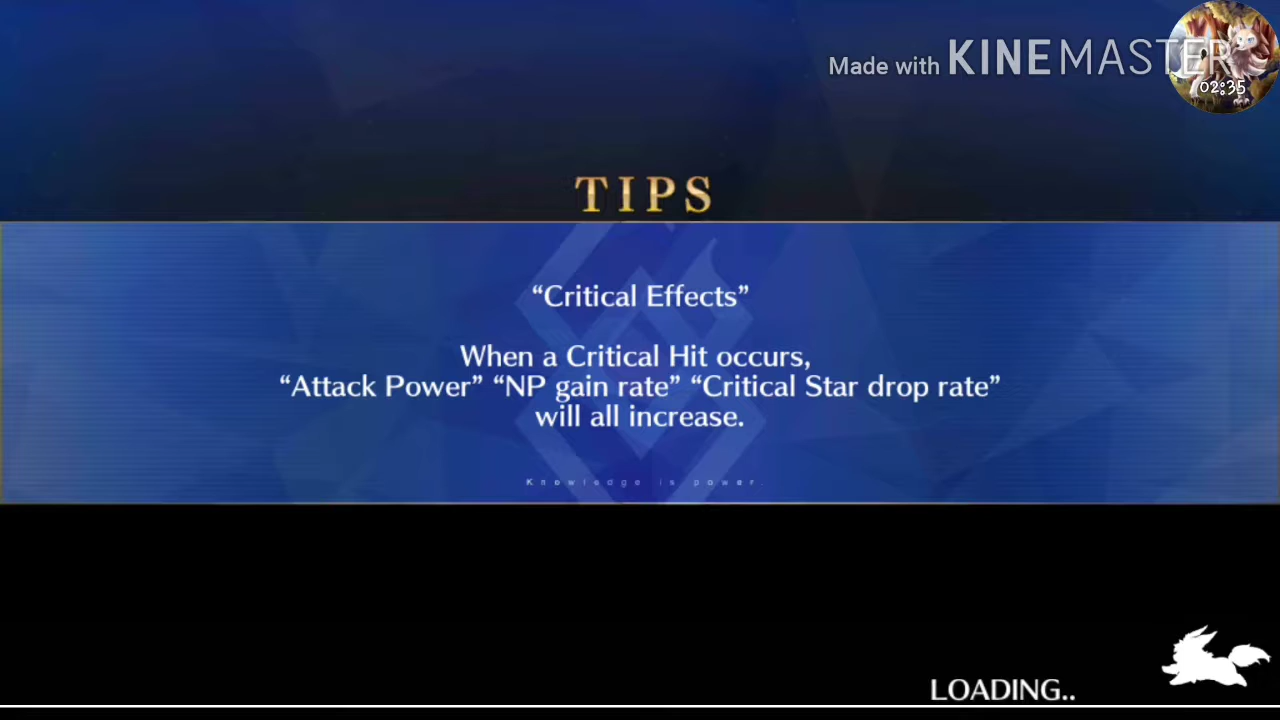 Made with KINEMASTER
02:35
TIPS
“Critical Effects”
When a Critical Hit occurs,
“Attack Power” “NP gain rate” “Critical Star drop rate”
will all increase.
Knowledge is power.
LOADING..